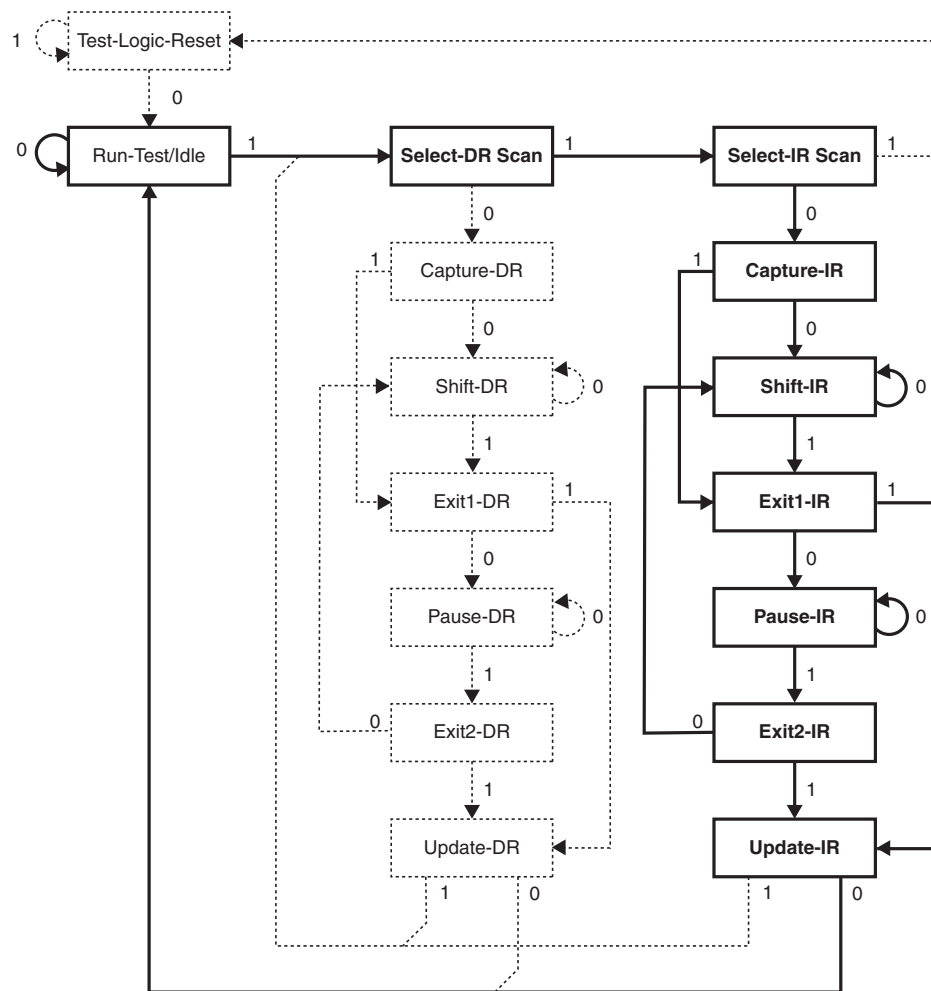 1
Test-Logic-Reset
0
0
Run-Test/Idle
1
Select-DR Scan
1
Select-IR Scan
1
0
0
1
Capture-DR
1
Capture-IR
0
0
Shift-DR
0
Shift-IR
0
1
1
Exit1-DR
1
Exit1-IR
1
0
0
Pause-DR
0
Pause-IR
0
1
1
0
Exit2-DR
0
Exit2-IR
1
1
Update-DR
Update-IR
1
0
1
0